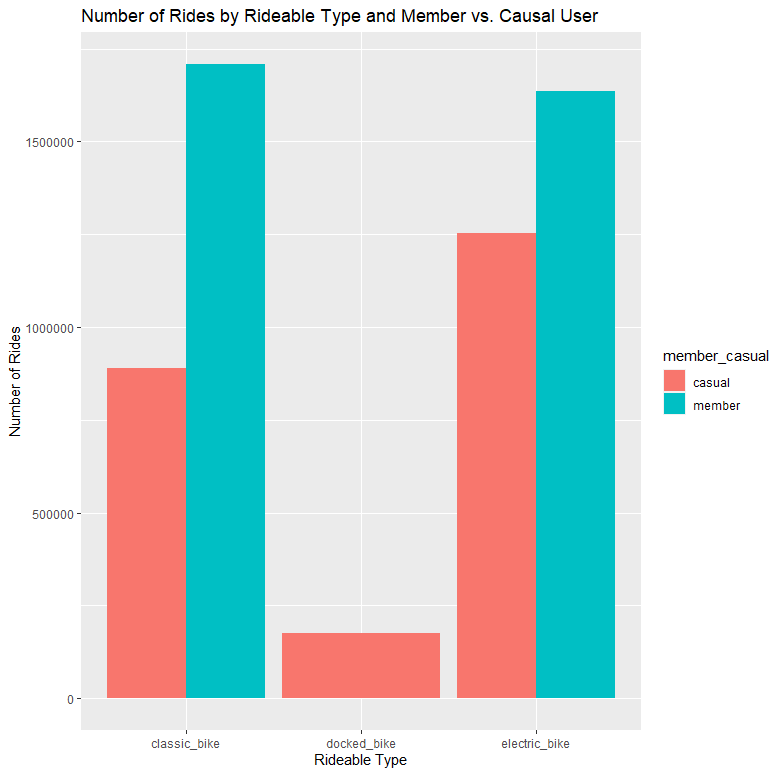 Number of Rides by Rideable Type and Member vs. Causal User
Number of Rides
1500000
1000000
500000
0
classic_bike
docked_bike
electric_bike
Rideable Type
member_casual
casual
member